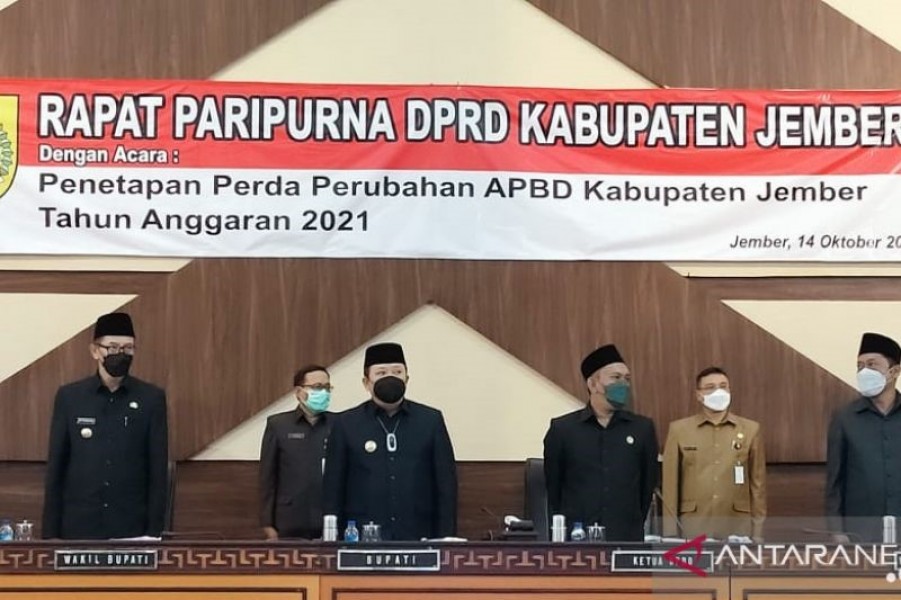 RAPAT PARIPURNA DPRD KABUPATEN JEMBER
Dengan Acara :
Penetapan Perda Perubahan APBD Kabupaten Jember
Tahun Anggaran 2021
Jember, 14 Oktober 20
WAKIL BUPATI
BUPATI
KETUA
ANTARANE